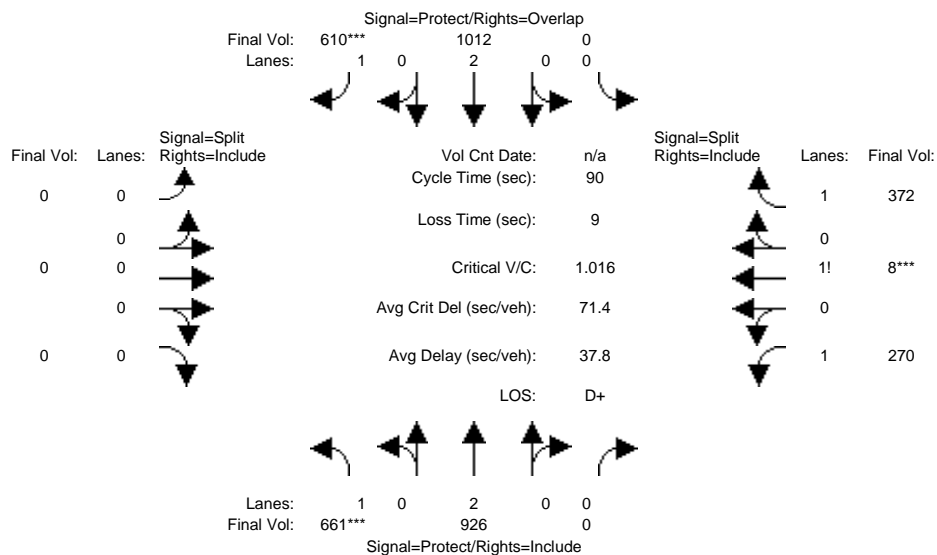 Signal=Protect/Rights=Overlap
Final Vol: 610*** 1012 0
Lanes: 1 0 2 0 0
Signal=Split
Final Vol: Lanes: Rights=Include
Vol Cnt Date: n/a
Signal=Split
Rights=Include Lanes: Final Vol:
Cycle Time (sec): 90
0 0
1 372
Loss Time (sec): 9
0
0
0 0
Critical V/C: 1.016
1! 8***
0
Avg Crit Del (sec/veh): 71.4
0
0 0
Avg Delay (sec/veh): 37.8
1 270
LOS: D+
Lanes: 1 0 2 0 0
Final Vol: 661*** 926 0
Signal=Protect/Rights=Include